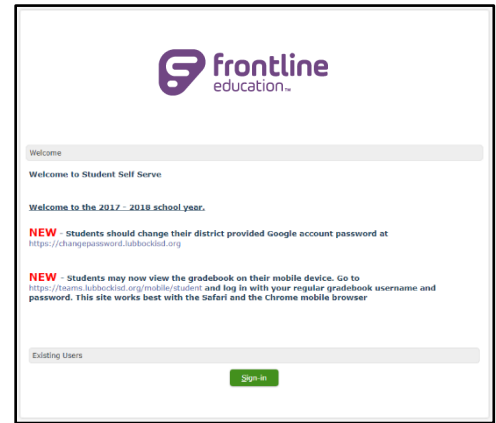 frontline
education™
Welcome
Welcome to Student Self Serve
Welcome to the 2017 - 2018 school year.
NEW - Students should change their district provided Google account password at
https://changepassword.lubbockisd.org
NEW - Students may now view the gradebook on their mobile device. Go to
https://teams.lubbockisd.org/mobile/student and log in with your regular gradebook username and
password. This site works best with the Safari and the Chrome mobile browser
Existing Users
Sign-in